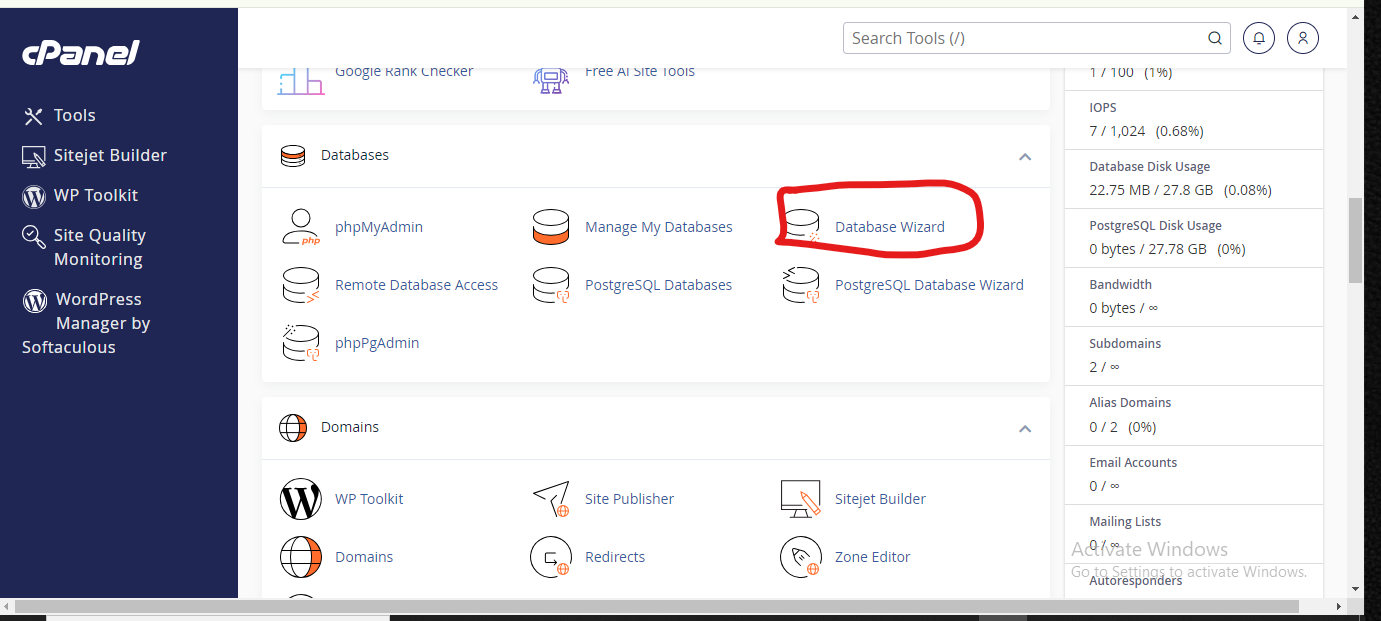 cPanel
Search Tools (/)
Tools
Sitejet Builder
WP Toolkit
Site Quality
Monitoring
WordPress
Manager by
Softaculous
Google Rank Checker
Free AI Site Tools
Databases
php
phpMyAdmin
Manage My Databases
Database Wizard
Remote Database Access
PostgreSQL Databases
PostgreSQL Database Wizard
phpPgAdmin
Domains
WP Toolkit
Site Publisher
Sitejet Builder
Domains
Redirects
Zone Editor
1 / 100 (1%)
IOPS
7 / 1,024 (0.68%)
Database Disk Usage
22.75 MB / 27.8 GB (0.08%)
PostgreSQL Disk Usage
0 bytes / 27.78 GB (0%)
Bandwidth
0 bytes / ∞
Subdomains
2 / ∞
Alias Domains
0 / 2 (0%)
Email Accounts
0 / ∞
Mailing Lists
0 / ∞
Autoresponders
Activate Windows
Go to Settings to activate Windows.